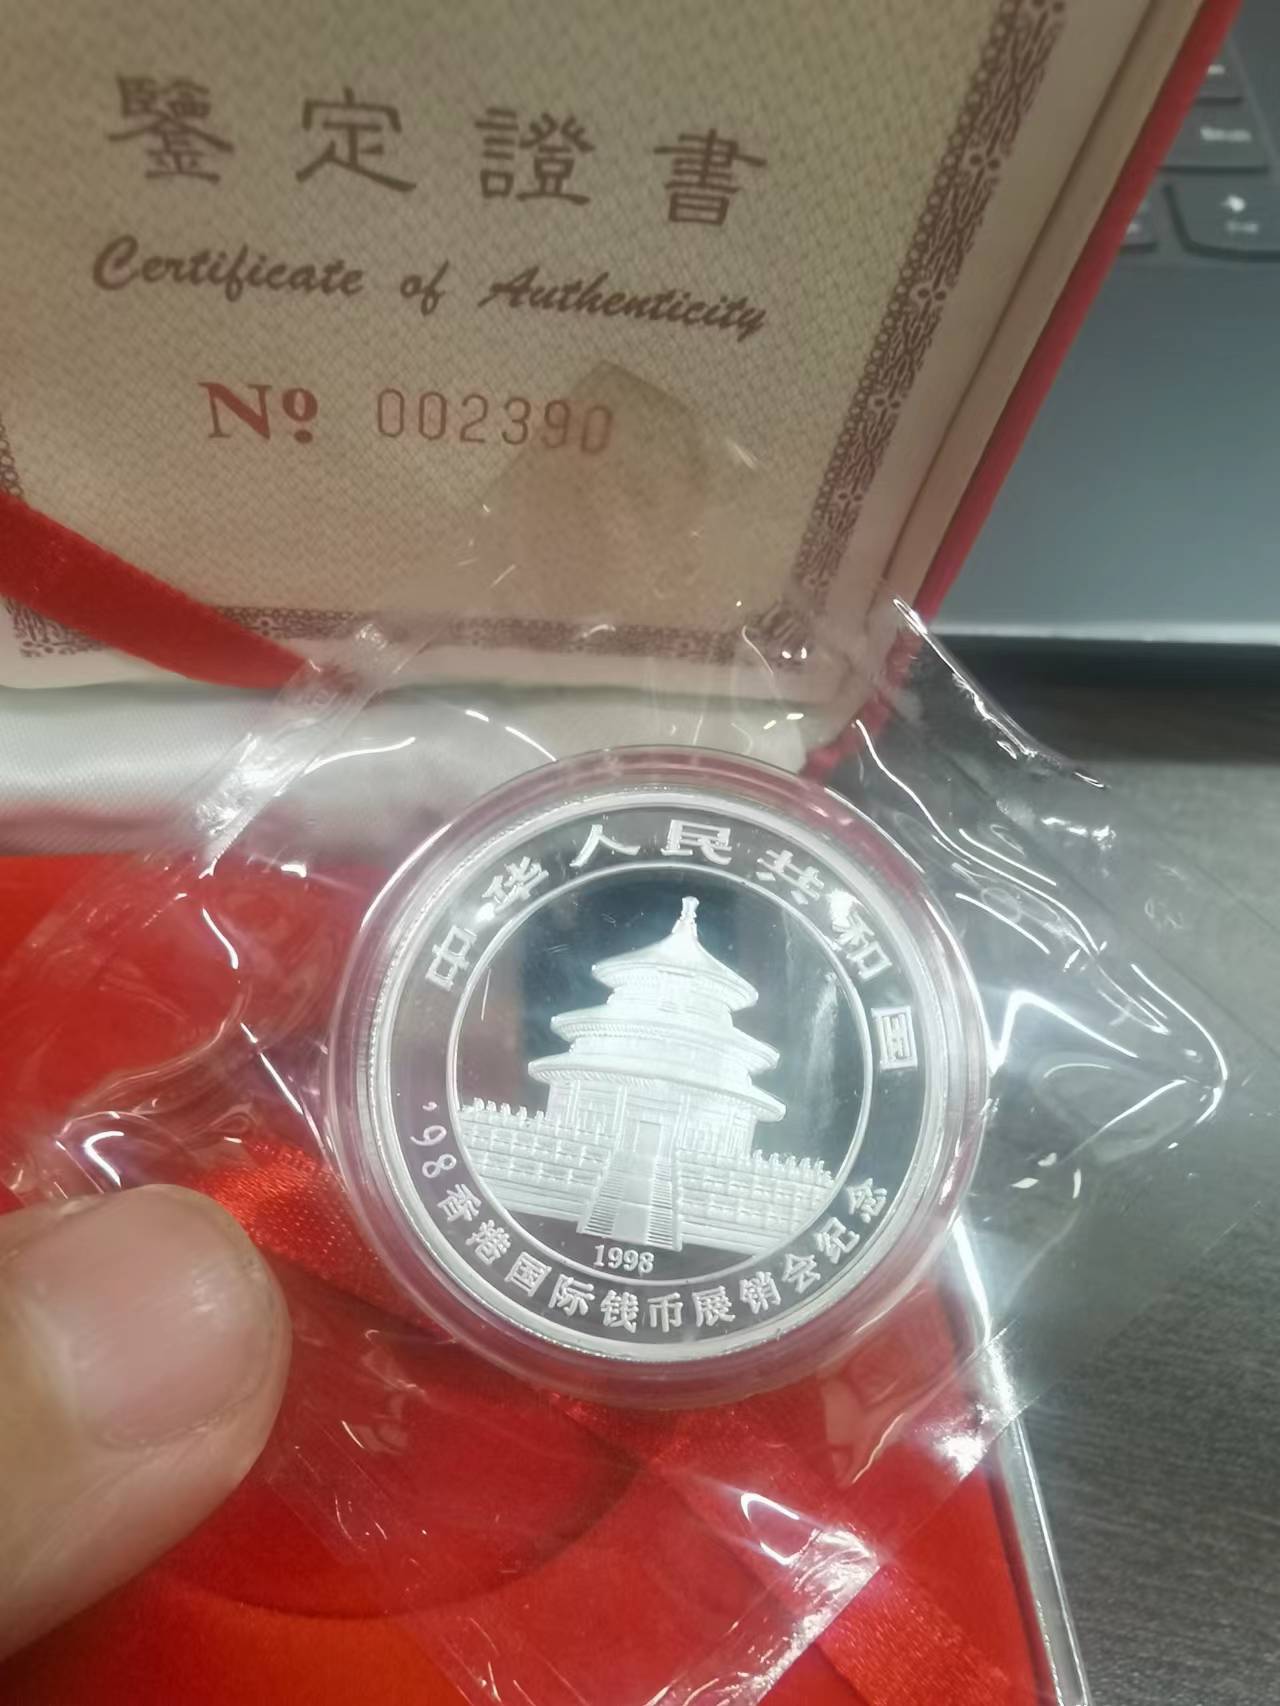 鑒定證書
Certificate of Authenticity
Nº 002390
中华人民共和国
1998
'98香港国际钱币展销会纪念